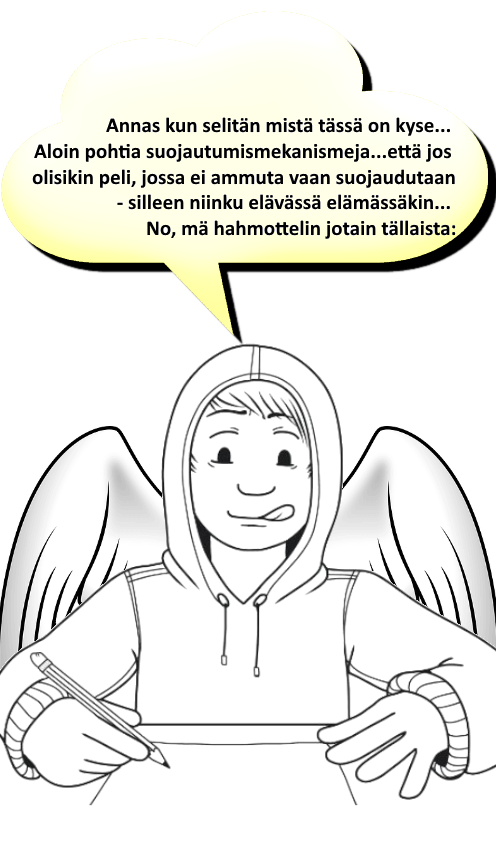 Annas kun selitän mistä tässä on kyse...
Aloin pohtia suojautumismekanismeja...että jos
olisikin peli, jossa ei ammuta vaan suojaudutaan
- silleen niinku elävässä elämässäkin...
No, mä hahmottelin jotain tällaista: